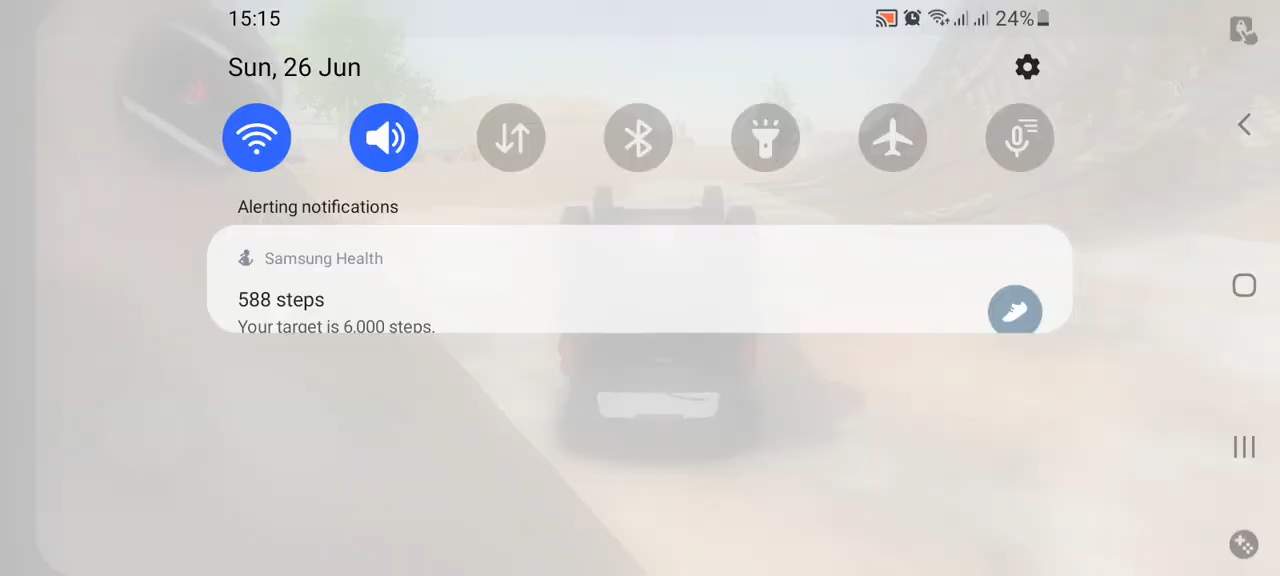 15:15
24%
Sun, 26 Jun
Alerting notifications
Samsung Health
588 steps
Your target is 6,000 steps.